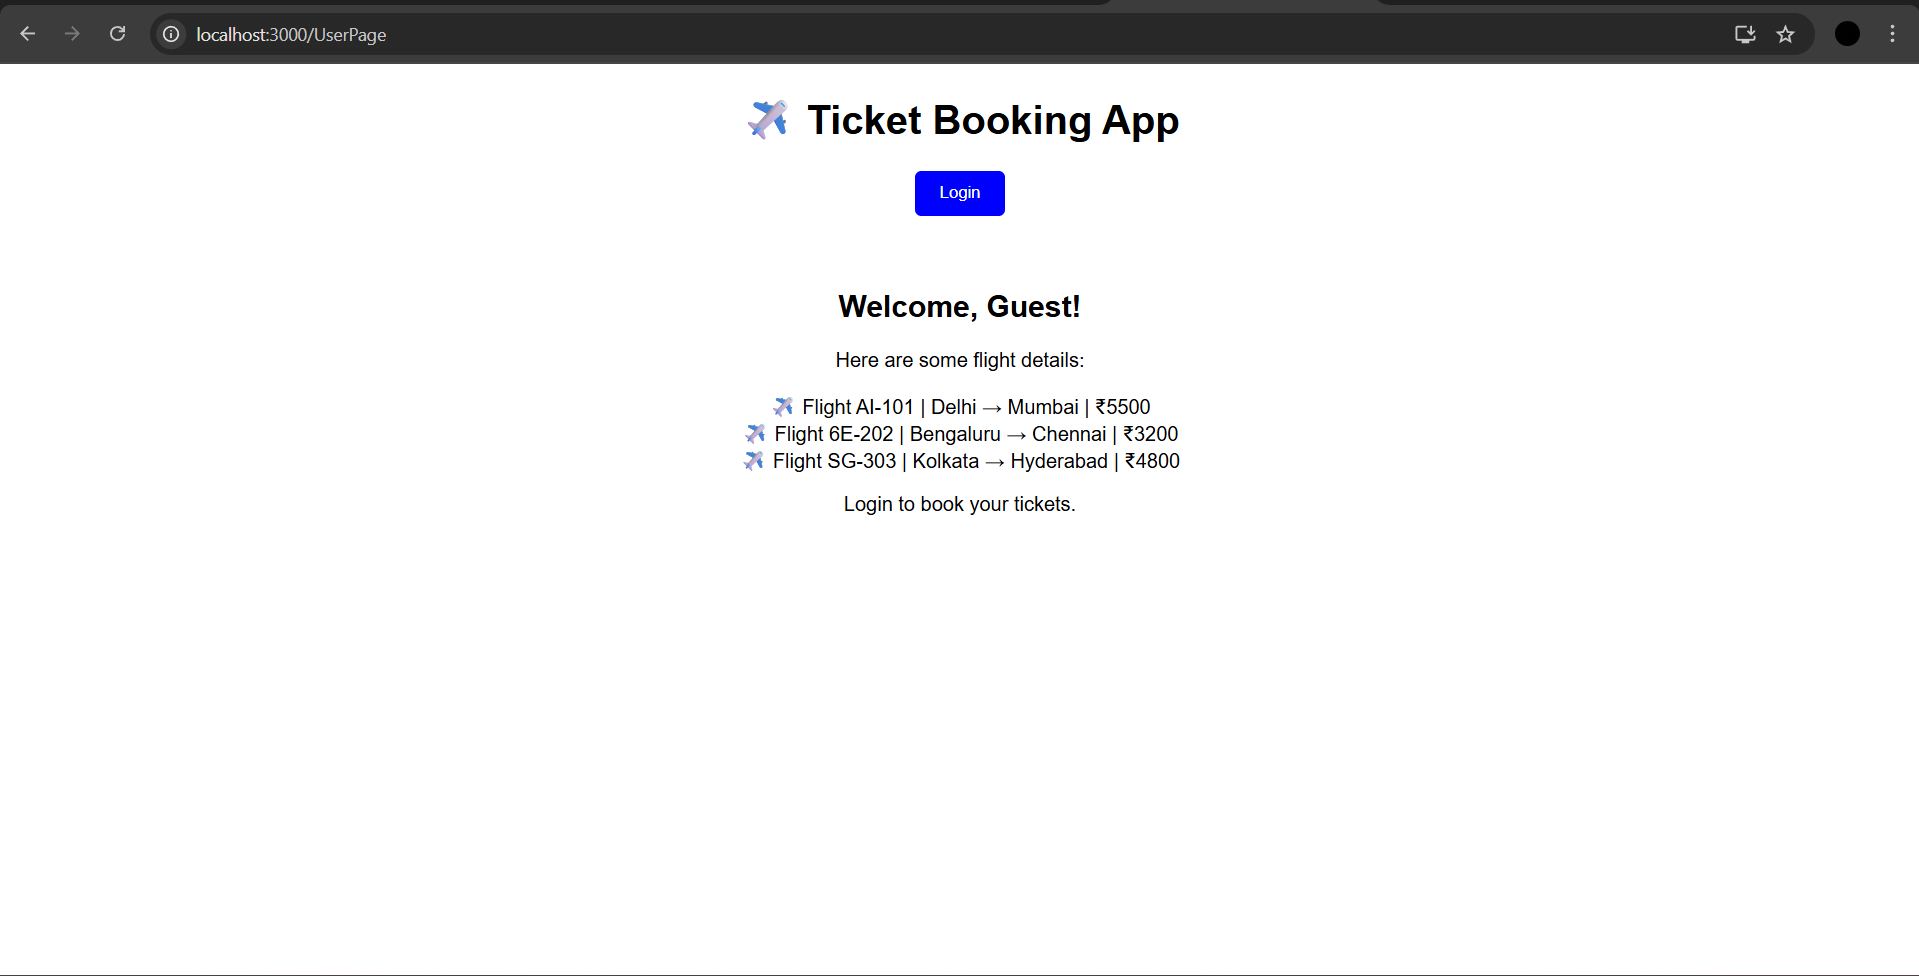 localhost:3000/UserPage
✈️ Ticket Booking App
Login
Welcome, Guest!
Here are some flight details:
✈️ Flight AI-101 | Delhi → Mumbai | ₹5500
✈️ Flight 6E-202 | Bengaluru → Chennai | ₹3200
✈️ Flight SG-303 | Kolkata → Hyderabad | ₹4800
Login to book your tickets.